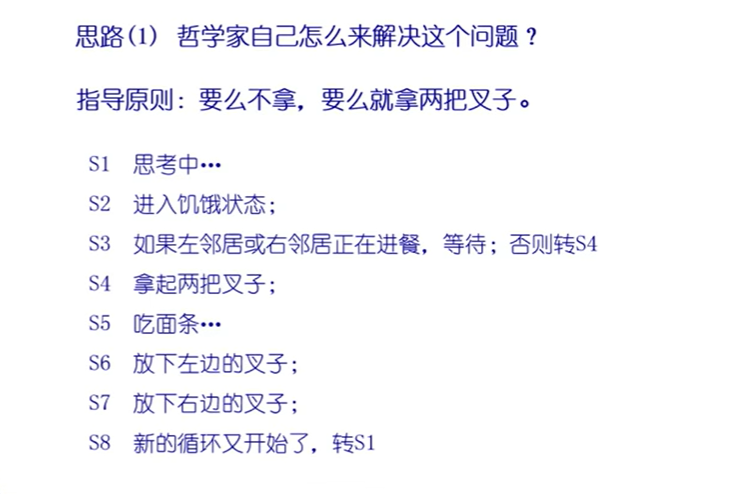 思路(1) 哲学家自己怎么来解决这个问题？
指导原则：要么不拿，要么就拿两把叉子。
S1 思考中…
S2 进入饥饿状态；
S3 如果左邻居或右邻居正在进餐，等待；否则转S4
S4 拿起两把叉子；
S5 吃面条…
S6 放下左边的叉子；
S7 放下右边的叉子；
S8 新的循环又开始了，转S1